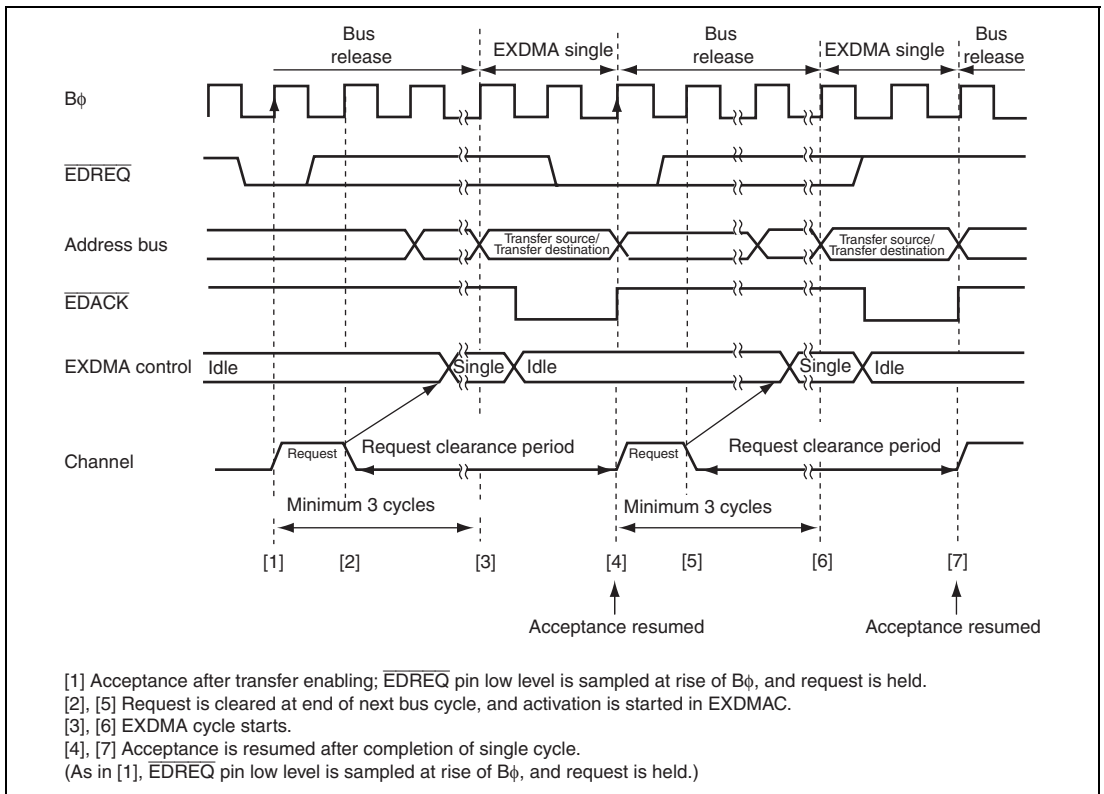 Bus release EXDMA single Bus release EXDMA single Bus release
Bϕ
EDREQ
Address bus Transfer source/ Transfer destination Transfer source/ Transfer destination
EDACK
EXDMA control Idle Single Idle Single Idle
Channel Request Request clearance period Request Request clearance period
Minimum 3 cycles Minimum 3 cycles
[1] [2] [3] [4] [5] [6] [7]
Acceptance resumed Acceptance resumed
[1] Acceptance after transfer enabling; EDREQ pin low level is sampled at rise of Bϕ, and request is held.
[2], [5] Request is cleared at end of next bus cycle, and activation is started in EXDMAC.
[3], [6] EXDMA cycle starts.
[4], [7] Acceptance is resumed after completion of single cycle.
(As in [1], EDREQ pin low level is sampled at rise of Bϕ, and request is held.)